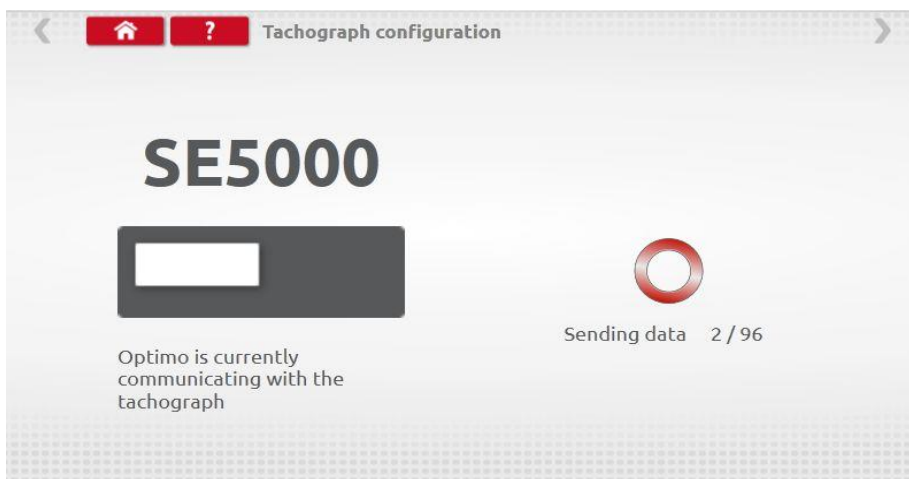 ? Tachograph configuration
SE5000
Sending data 2 / 96
Optimo is currently
communicating with the
tachograph